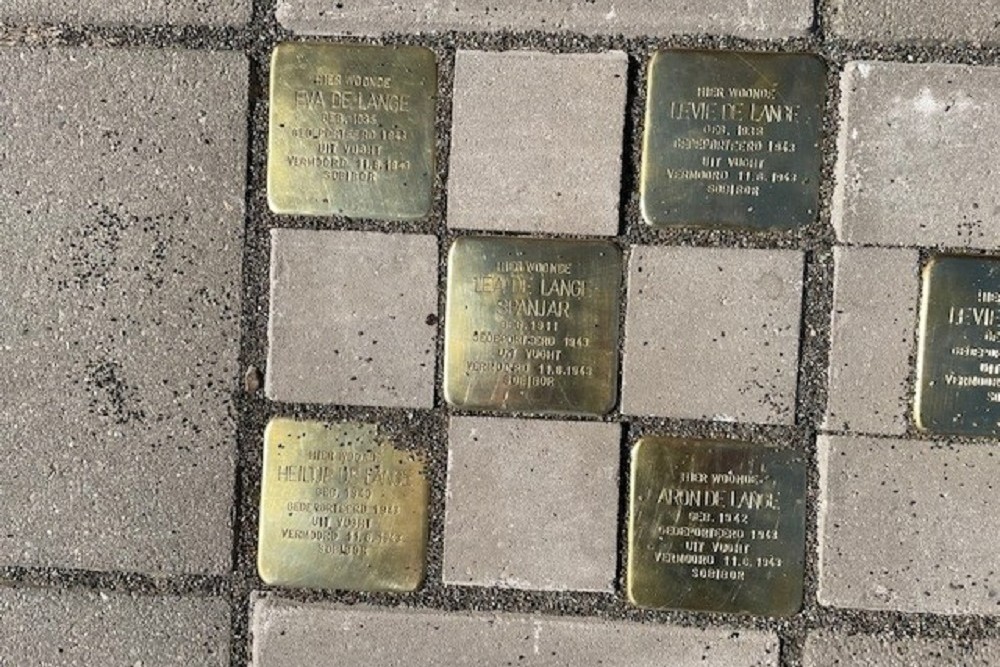 HIER WOONDE
EVA DE LANGE
GEB. 1935
GEDEPORTEERD 1943
UIT VUGHT
VERMOORD 11.6.1943
SOBIBOR
HIER WOONDE
LEVIE DE LANGE
GEB. 1938
GEDEPORTEERD 1943
UIT VUGHT
VERMOORD 11.6.1943
SOBIBOR
HIER WOONDE
LEA DE LANGE
SPANJAR
GEB. 1911
GEDEPORTEERD 1943
UIT VUGHT
VERMOORD 11.6.1943
SOBIBOR
LEVIE
VERMOORD
HIER WOONDE
DE LANGE
GEB. 1940
GEDEPORTEERD 1943
UIT VUGHT
VERMOORD 11.6.1943
SOBIBOR
HIER WOONDE
ARON DE LANGE
GEB. 1942
GEDEPORTEERD 1943
UIT VUGHT
VERMOORD 11.6.1943
SOBIBOR